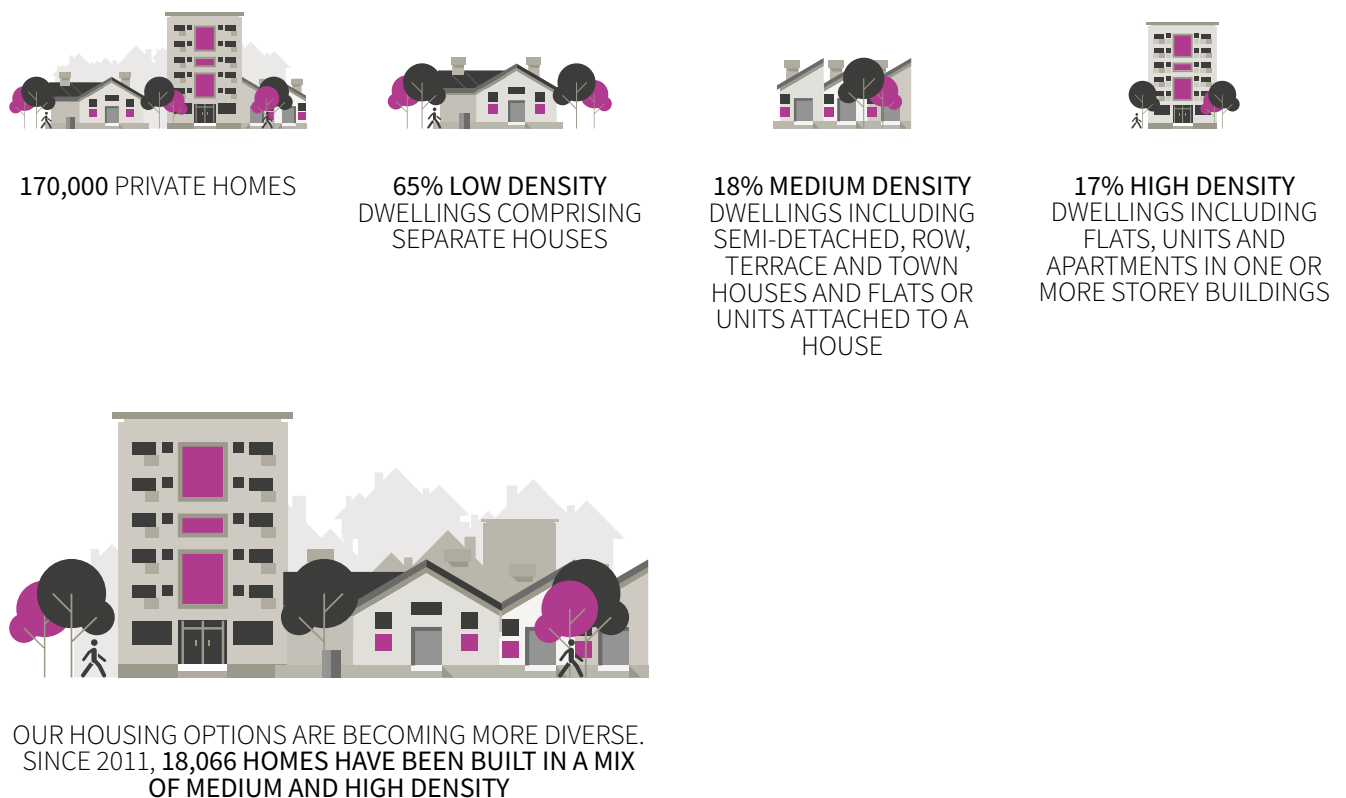 170,000 PRIVATE HOMES
65% LOW DENSITY
DWELLINGS COMPRISING
SEPARATE HOUSES
18% MEDIUM DENSITY
DWELLINGS INCLUDING
SEMI-DETACHED, ROW,
TERRACE AND TOWN
HOUSES AND FLATS OR
UNITS ATTACHED TO A
HOUSE
17% HIGH DENSITY
DWELLINGS INCLUDING
FLATS, UNITS AND
APARTMENTS IN ONE OR
MORE STOREY BUILDINGS
OUR HOUSING OPTIONS ARE BECOMING MORE DIVERSE.
SINCE 2011, 18,066 HOMES HAVE BEEN BUILT IN A MIX
OF MEDIUM AND HIGH DENSITY